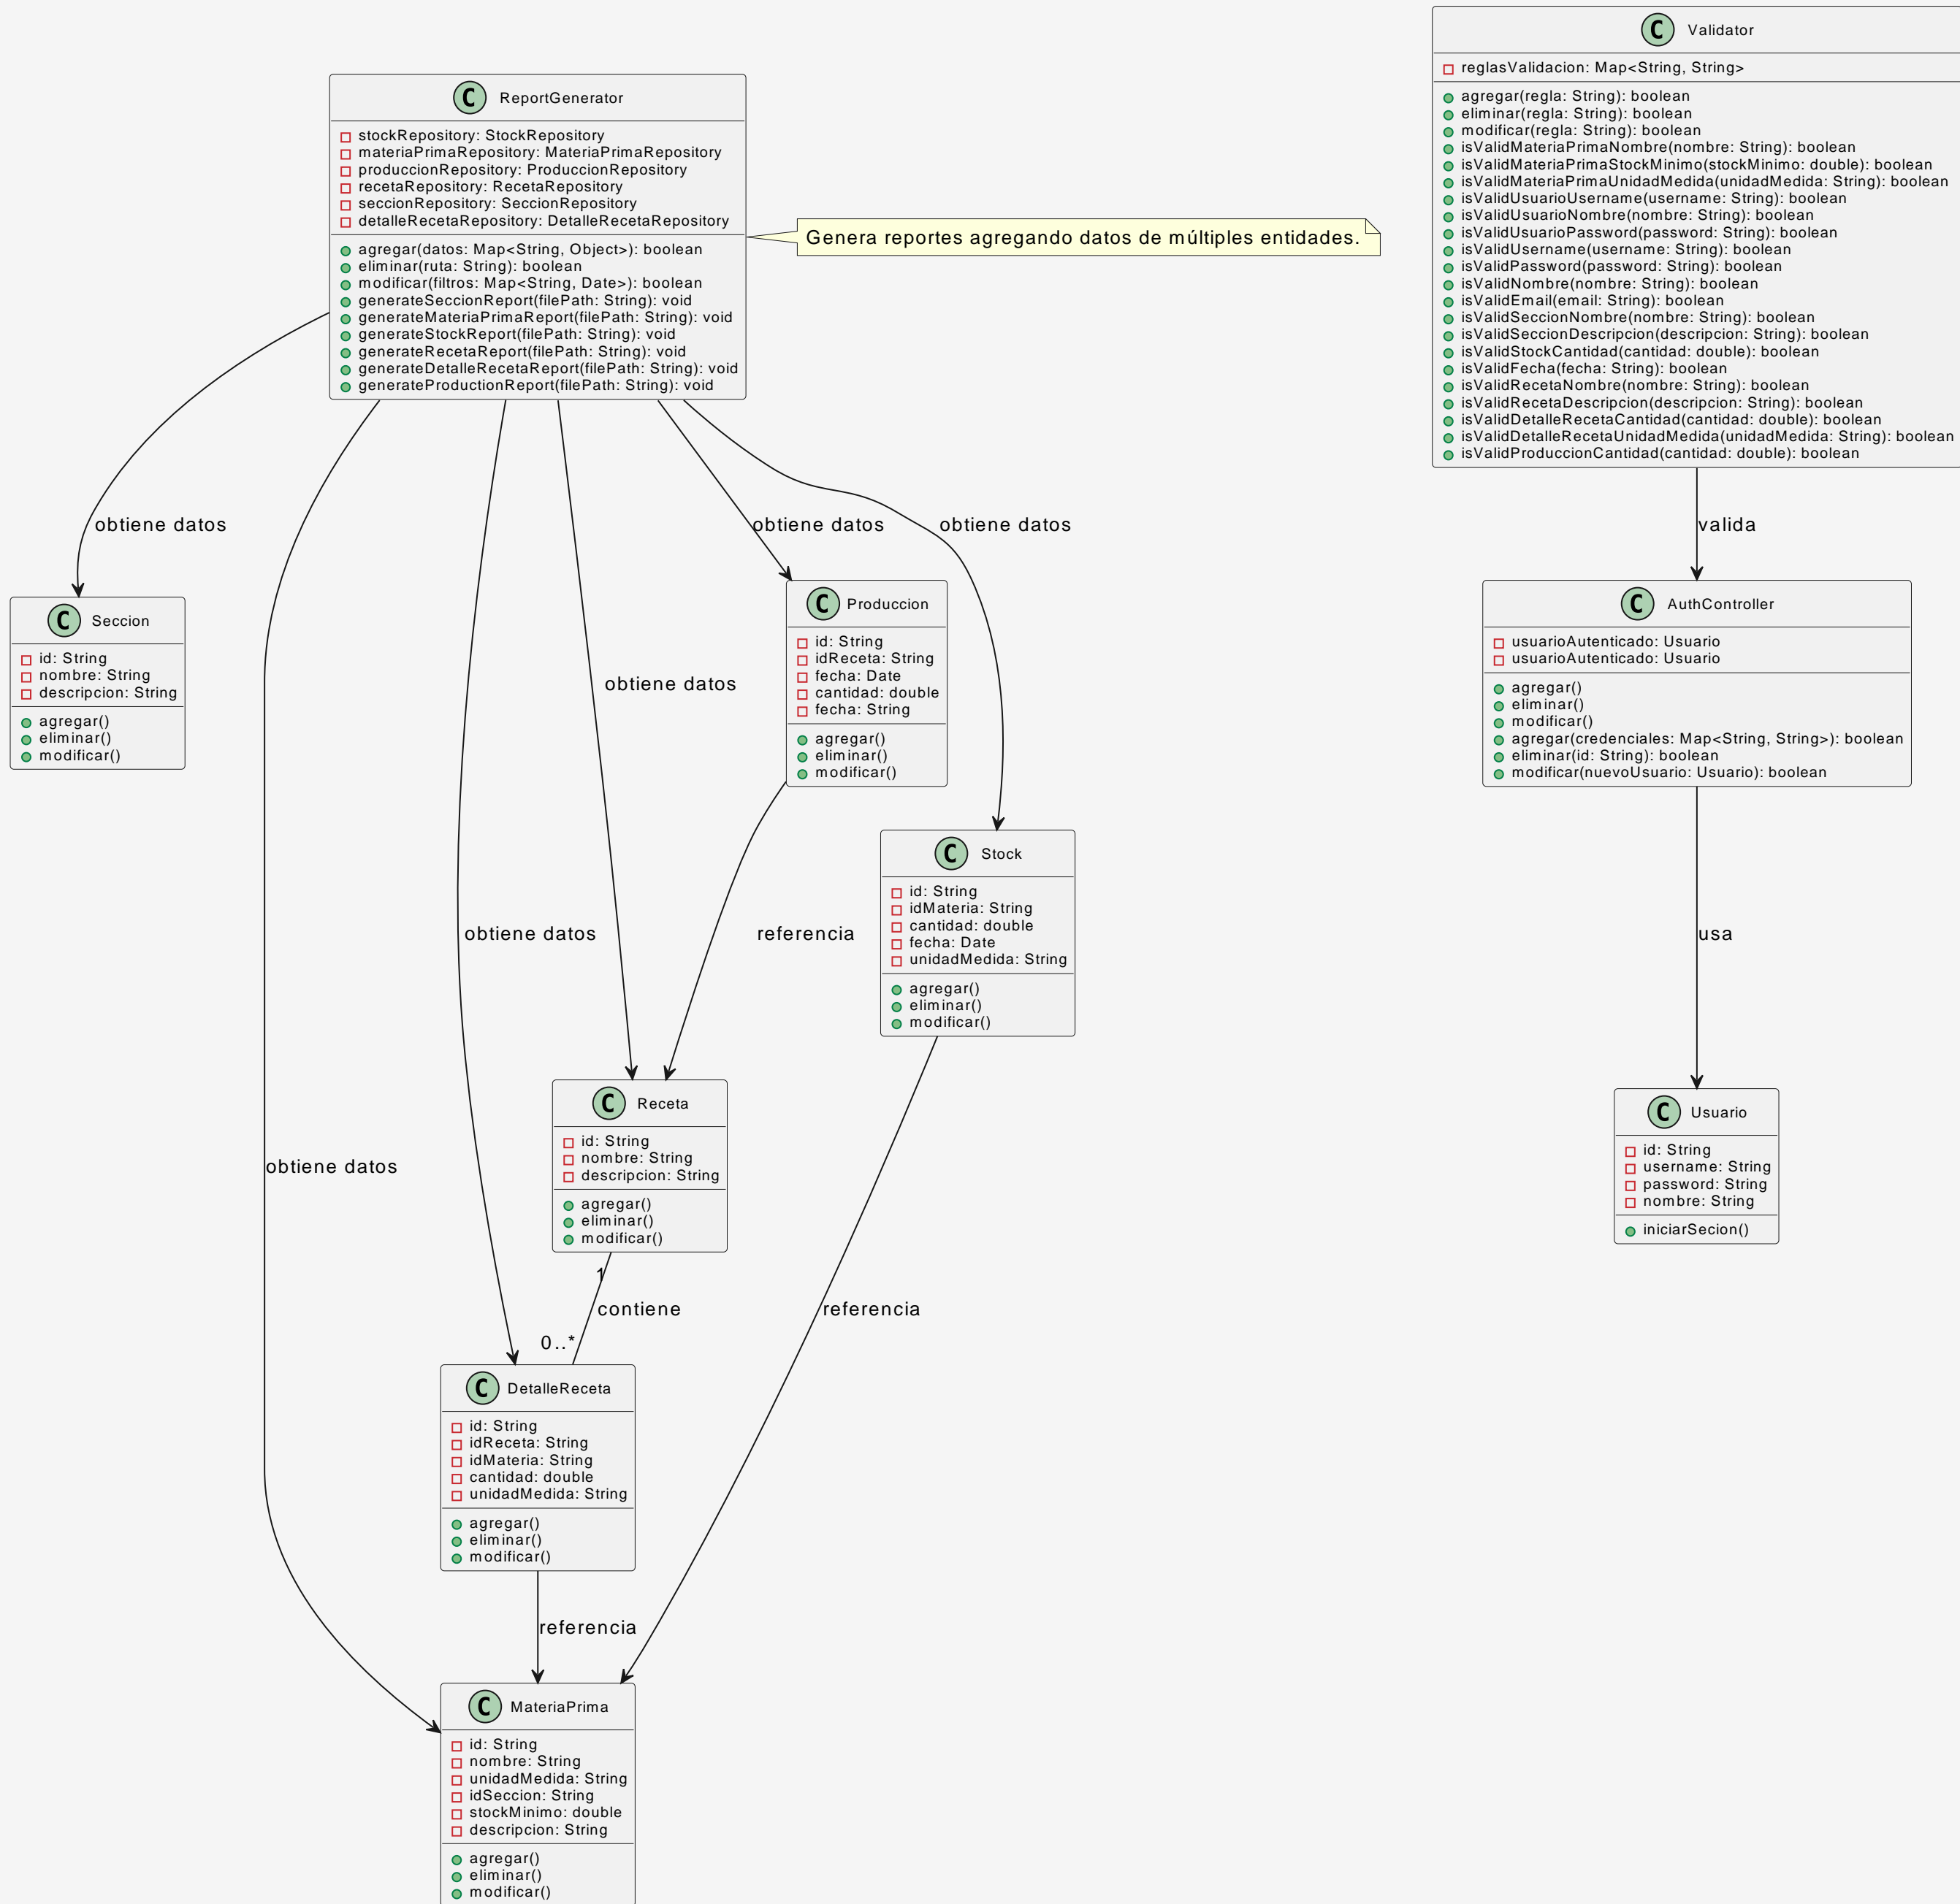 ReportGenerator
stockRepository: StockRepository
materiaPrimaRepository: MateriaPrimaRepository
produccionRepository: ProduccionRepository
recetaRepository: RecetaRepository
seccionRepository: SeccionRepository
detalleRecetaRepository: DetalleRecetaRepository
agregar(datos: Map<String, Object>): boolean
eliminar(ruta: String): boolean
modificar(filtros: Map<String, Date>): boolean
generateSeccionReport(filePath: String): void
generateMateriaPrimaReport(filePath: String): void
generateStockReport(filePath: String): void
generateRecetaReport(filePath: String): void
generateDetalleRecetaReport(filePath: String): void
generateProductionReport(filePath: String): void
Genera reportes agregando datos de múltiples entidades.
C Validator
reglasValidacion: Map<String, String>
agregar(regla: String): boolean
eliminar(regla: String): boolean
modificar(regla: String): boolean
isValidMateriaPrimaNombre(nombre: String): boolean
isValidMateriaPrimaStockMinimo(stockMinimo: double): boolean
isValidMateriaPrimaUnidadMedida(unidadMedida: String): boolean
isValidUsuarioUsername(username: String): boolean
isValidUsuarioNombre(nombre: String): boolean
isValidUsuarioPassword(password: String): boolean
isValidUsername(username: String): boolean
isValidPassword(password: String): boolean
isValidNombre(nombre: String): boolean
isValidEmail(email: String): boolean
isValidSeccionNombre(nombre: String): boolean
isValidSeccionDescripcion(descripcion: String): boolean
isValidStockCantidad(cantidad: double): boolean
isValidFecha(fecha: String): boolean
isValidRecetaNombre(nombre: String): boolean
isValidRecetaDescripcion(descripcion: String): boolean
isValidDetalleRecetaCantidad(cantidad: double): boolean
isValidDetalleRecetaUnidadMedida(unidadMedida: String): boolean
isValidProduccionCantidad(cantidad: double): boolean
obtiene datos
obtiene datos
obtiene datos
valida
C Seccion
id: String
nombre: String
descripcion: String
agregar()
eliminar()
modificar()
C Produccion
id: String
idReceta: String
fecha: Date
cantidad: double
fecha: String
agregar()
eliminar()
modificar()
C AuthController
usuarioAutenticado: Usuario
usuarioAutenticado: Usuario
agregar()
eliminar()
modificar()
agregar(credenciales: Map<String, String>): boolean
eliminar(id: String): boolean
modificar(nuevoUsuario: Usuario): boolean
obtiene datos
C Stock
id: String
idMateria: String
cantidad: double
fecha: Date
unidadMedida: String
agregar()
eliminar()
modificar()
obtiene datos
referencia
usa
C Receta
id: String
nombre: String
descripcion: String
agregar()
eliminar()
modificar()
C Usuario
id: String
username: String
password: String
nombre: String
iniciarSecion()
obtiene datos
1
contiene
0..*
referencia
C DetalleReceta
id: String
idReceta: String
idMateria: String
cantidad: double
unidadMedida: String
agregar()
eliminar()
modificar()
referencia
C MateriaPrima
id: String
nombre: String
unidadMedida: String
idSeccion: String
stockMinimo: double
descripcion: String
agregar()
eliminar()
modificar()